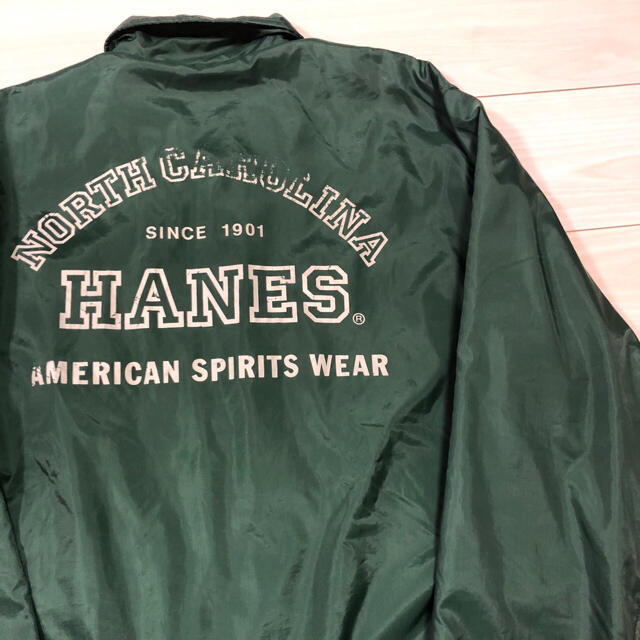 NORTH CAROLINA
SINCE 1901
HANES®
AMERICAN SPIRITS WEAR